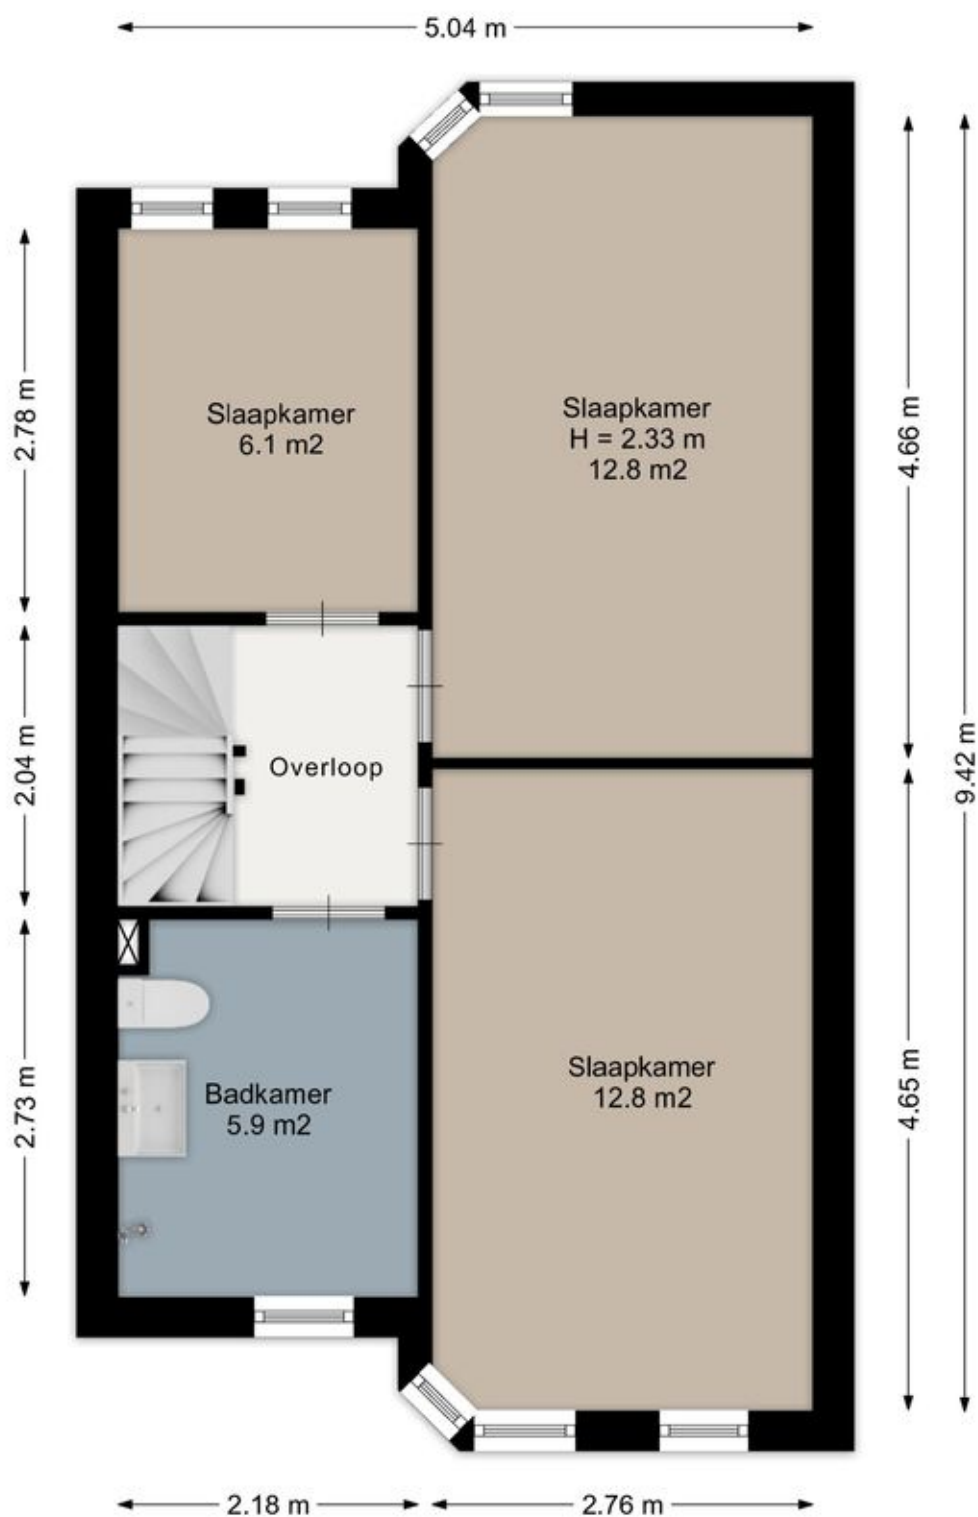 5.04 m
Slaapkamer
6.1 m2
Slaapkamer
H = 2.33 m
12.8 m2
2.78 m
4.66 m
2.04 m
Overloop
9.42 m
2.73 m
Badkamer
5.9 m2
Slaapkamer
12.8 m2
4.65 m
2.18 m
2.76 m